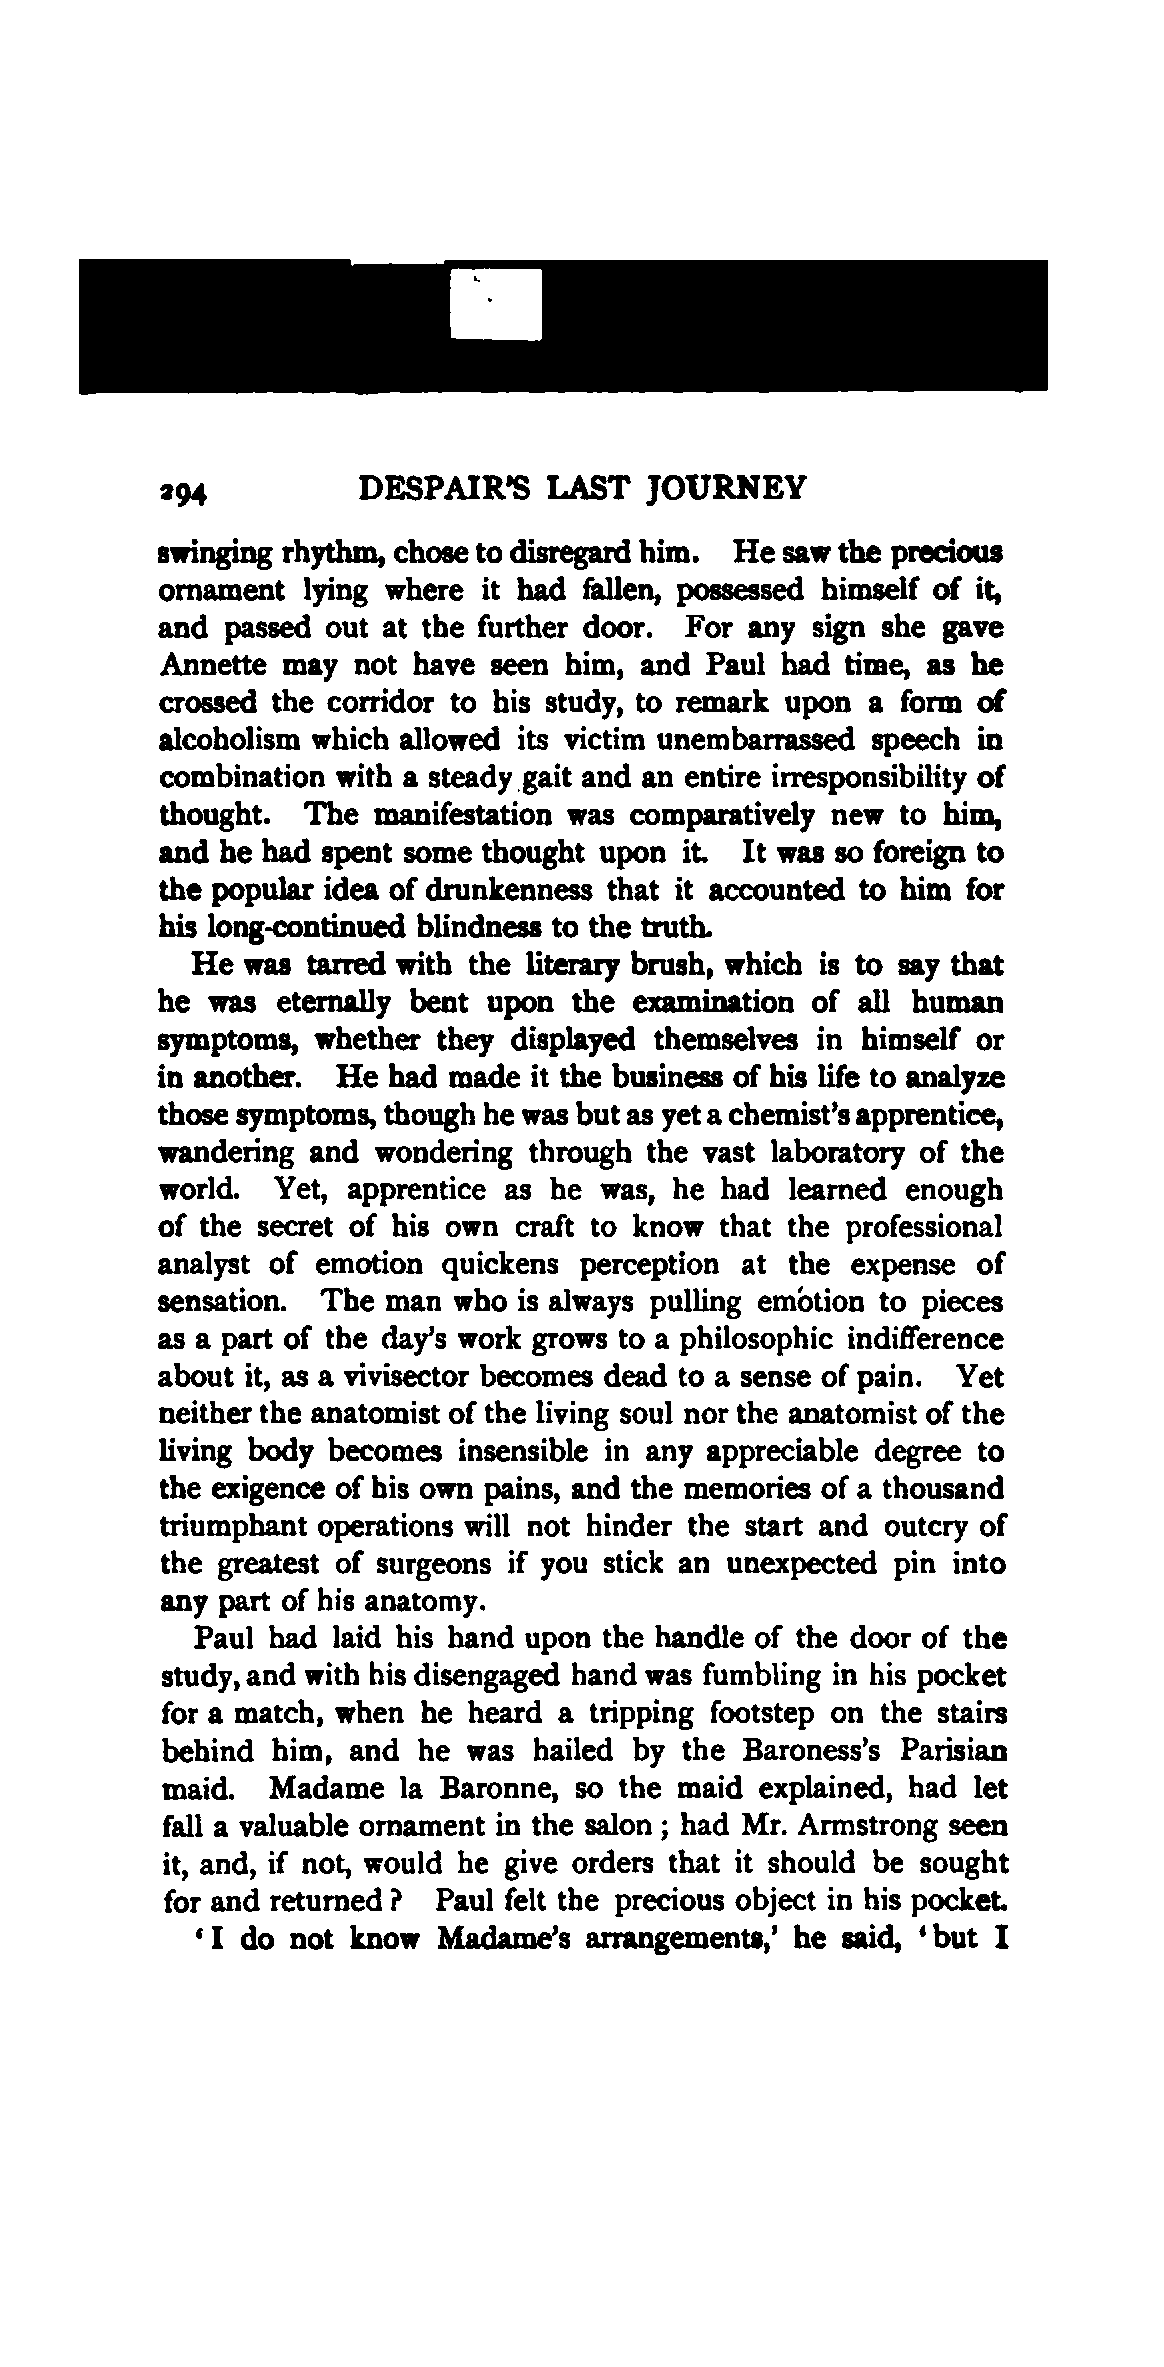 294 DESPAIR'S LAST JOURNEY
swinging rhythm, chose to disregard him. He saw the precious
ornament lying where it had fallen, possessed himself of it,
and passed out at the further door. For any sign she gave
Annette may not have seen him, and Paul had time, as he
crossed the corridor to his study, to remark upon a form of
alcoholism which allowed its victim unembarrassed speech in
combination with a steady gait and an entire irresponsibility of
thought. The manifestation was comparatively new to him,
and he had spent some thought upon it. It was so foreign to
the popular idea of drunkenness that it accounted to him for
his long-continued blindness to the truth.
He was tarred with the literary brush, which is to say that
he was eternally bent upon the examination of all human
symptoms, whether they displayed themselves in himself or
in another. He had made it the business of his life to analyze
those symptoms, though he was but as yet a chemist's apprentice,
wandering and wondering through the vast laboratory of the
world. Yet, apprentice as he was, he had learned enough
of the secret of his own craft to know that the professional
analyst of emotion quickens perception at the expense of
sensation. The man who is always pulling emotion to pieces
as a part of the day's work grows to a philosophic indifference
about it, as a vivisector becomes dead to a sense of pain. Yet
neither the anatomist of the living soul nor the anatomist of the
living body becomes insensible in any appreciable degree to
the exigence of his own pains, and the memories of a thousand
triumphant operations will not hinder the start and outcry of
the greatest of surgeons if you stick an unexpected pin into
any part of his anatomy.
Paul had laid his hand upon the handle of the door of the
study, and with his disengaged hand was fumbling in his pocket
for a match, when he heard a tripping footstep on the stairs
behind him, and he was hailed by the Baroness's Parisian
maid. Madame la Baronne, so the maid explained, had let
fall a valuable ornament in the salon; had Mr. Armstrong seen
it, and, if not, would he give orders that it should be sought
for and returned? Paul felt the precious object in his pocket.
'I do not know Madame's arrangements,' he said, 'but I